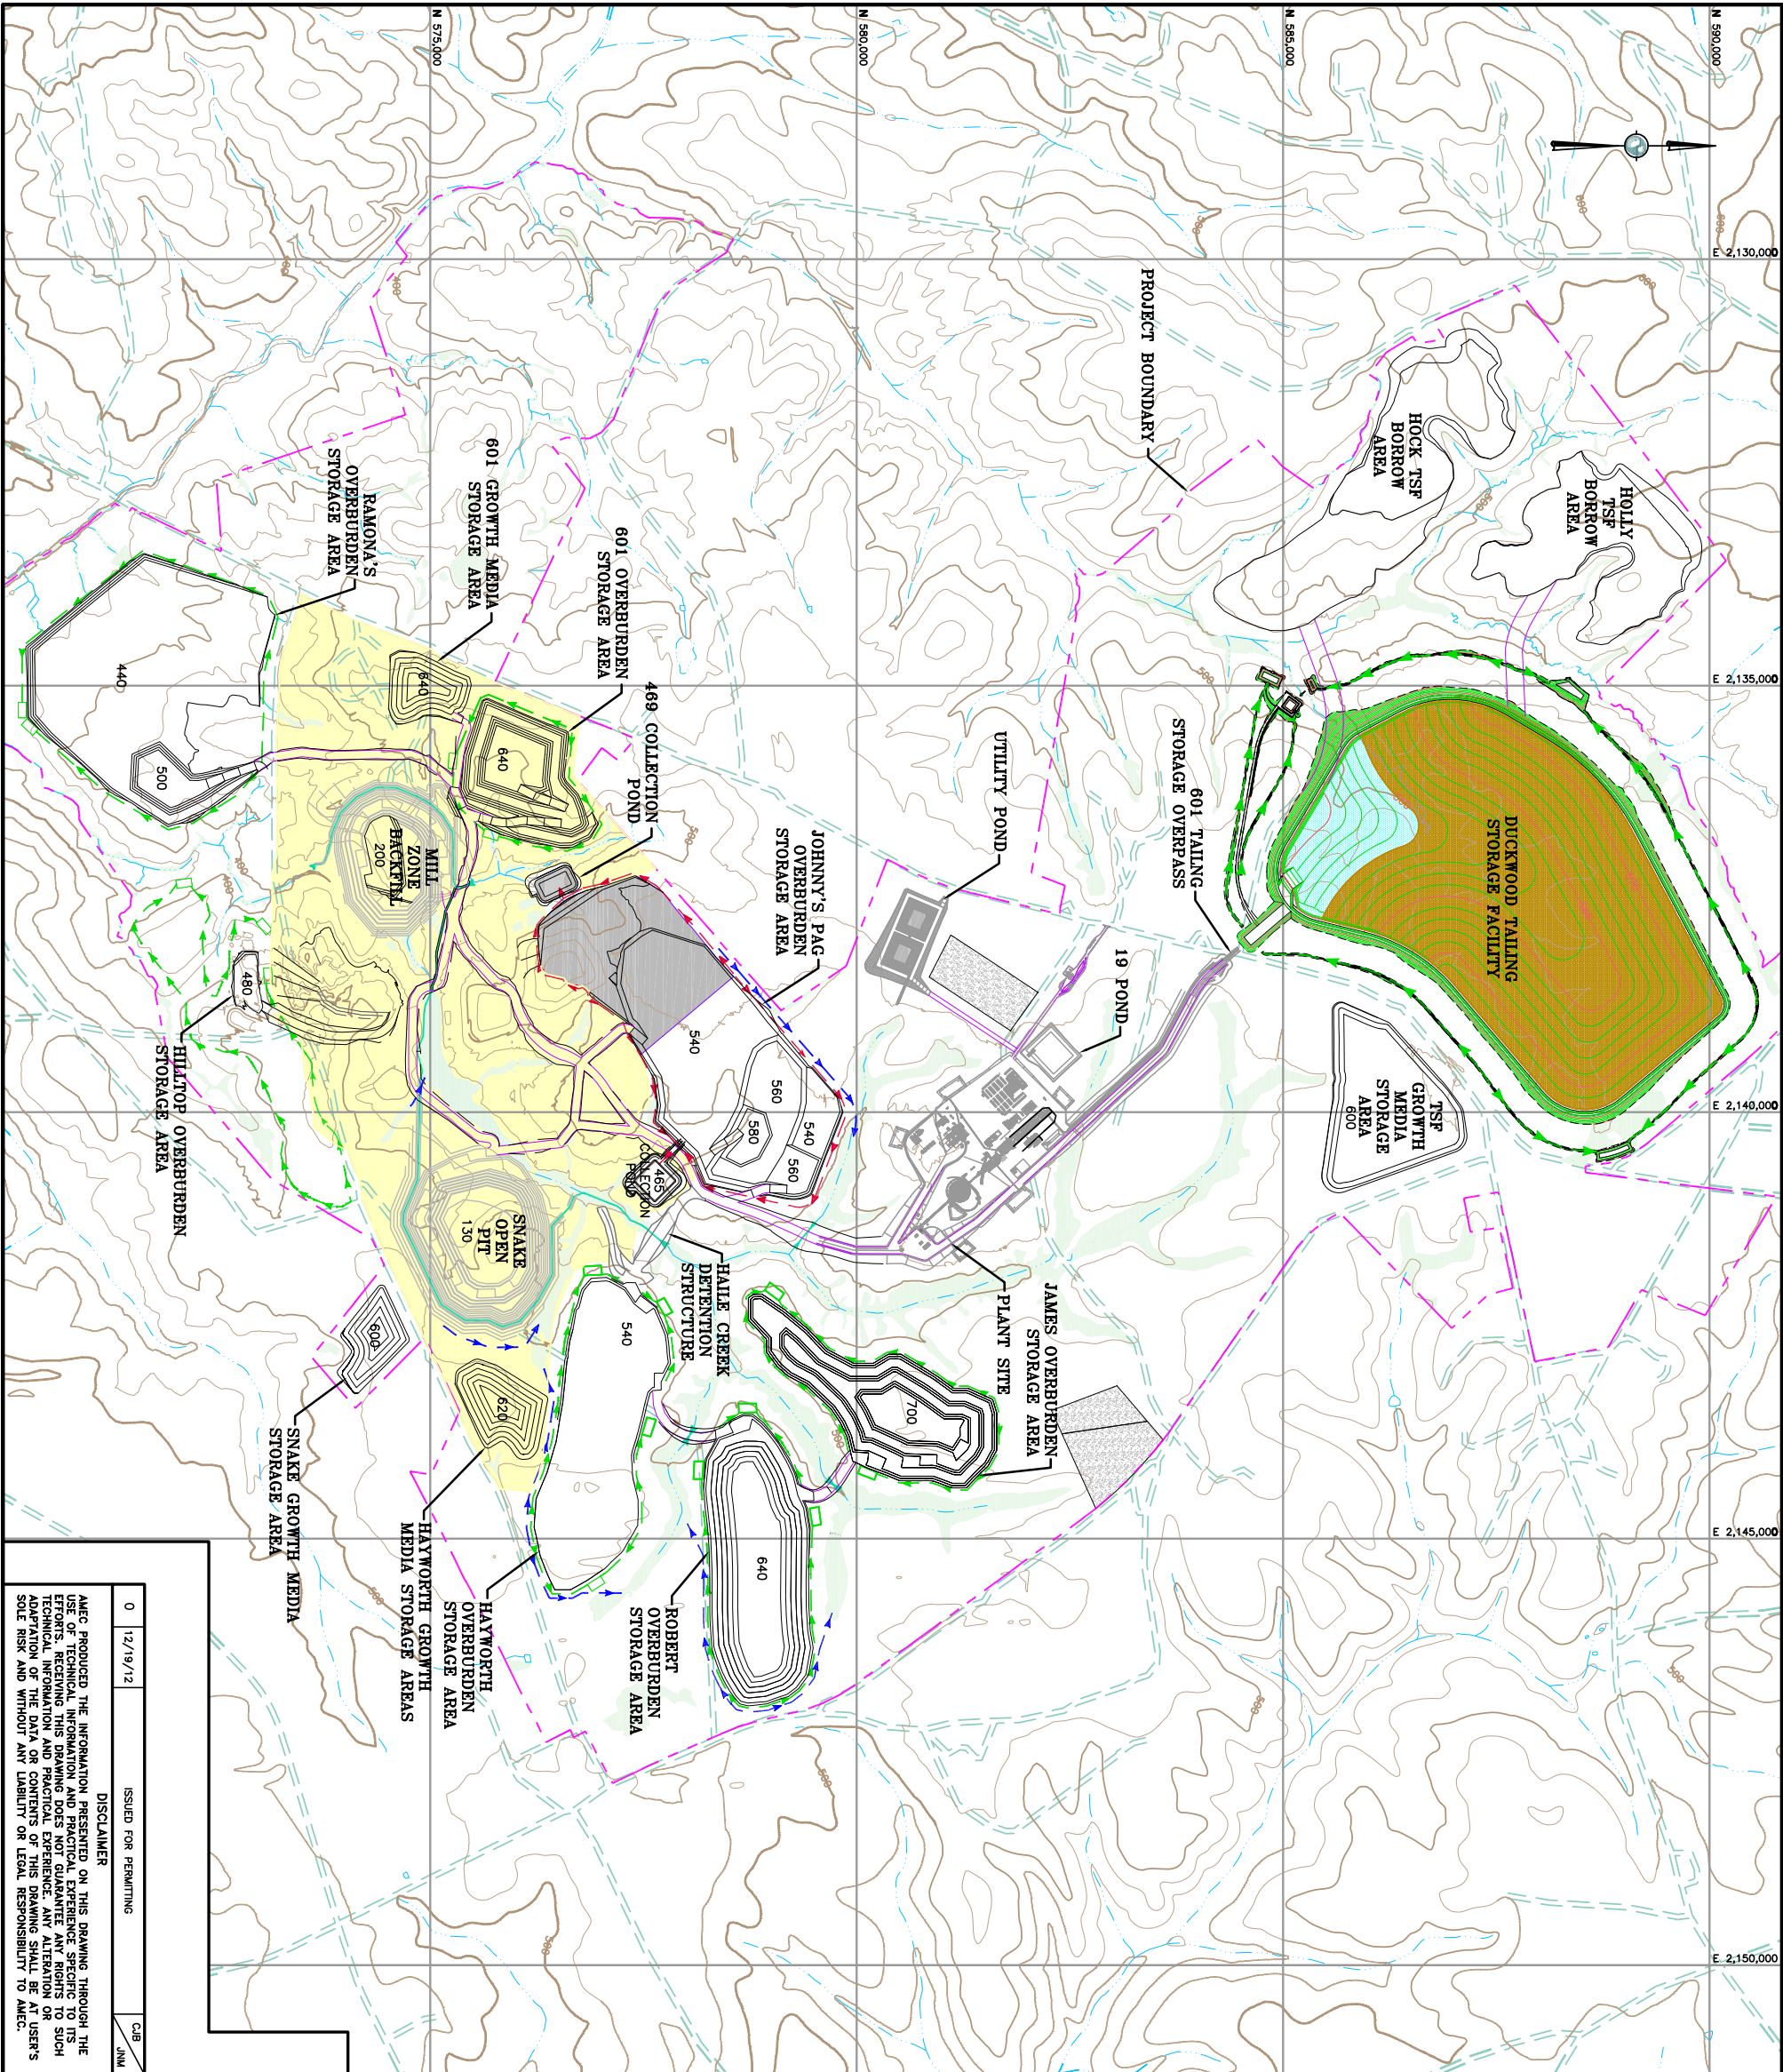 N 575,000
N 580,000
N 585,000
N 590,000
E 2,130,000
E 2,135,000
E 2,140,000
E 2,145,000
E 2,150,000
PROJECT BOUNDARY
HOCK TSF
BORROW
AREA
HOLLY
TSF
BORROW
AREA
DUCKWOOD TAILING
STORAGE FACILITY
601 TAILNG
STORAGE OVERPASS
TSF
GROWTH
MEDIA
STORAGE
AREA
600
UTILITY POND
19 POND
PLANT SITE
JOHNNY'S PAG
OVERBURDEN
STORAGE AREA
540
560
580
540
560
469 COLLECTION
POND
601 OVERBURDEN
STORAGE AREA
640
601 GROWTH MEDIA
STORAGE AREA
640
RAMONA'S
OVERBURDEN
STORAGE AREA
440
500
MILL
ZONE
BACKFILL
200
480
HILLTOP OVERBURDEN
STORAGE AREA
465
COLLECTION
POND
SNAKE
OPEN
PIT
130
HAILE CREEK
DETENTION
STRUCTURE
JAMES OVERBURDEN
STORAGE AREA
700
540
640
620
600
ROBERT
OVERBURDEN
STORAGE AREA
HAYWORTH
OVERBURDEN
STORAGE AREA
HAYWORTH GROWTH
MEDIA STORAGE AREAS
SNAKE GROWTH MEDIA
STORAGE AREA
0 12/19/12 ISSUED FOR PERMITTING CJB JNM
DISCLAIMER
AMEC PRODUCED THE INFORMATION PRESENTED ON THIS DRAWING THROUGH THE
USE OF TECHNICAL INFORMATION AND PRACTICAL EXPERIENCE SPECIFIC TO ITS
EFFORTS. RECEIVING THIS DRAWING DOES NOT GUARANTEE ANY RIGHTS TO SUCH
TECHNICAL INFORMATION AND PRACTICAL EXPERIENCE. ANY ALTERATION OR
ADAPTATION OF THE DATA OR CONTENTS OF THIS DRAWING SHALL BE AT USER'S
SOLE RISK AND WITHOUT ANY LIABILITY OR LEGAL RESPONSIBILITY TO AMEC.